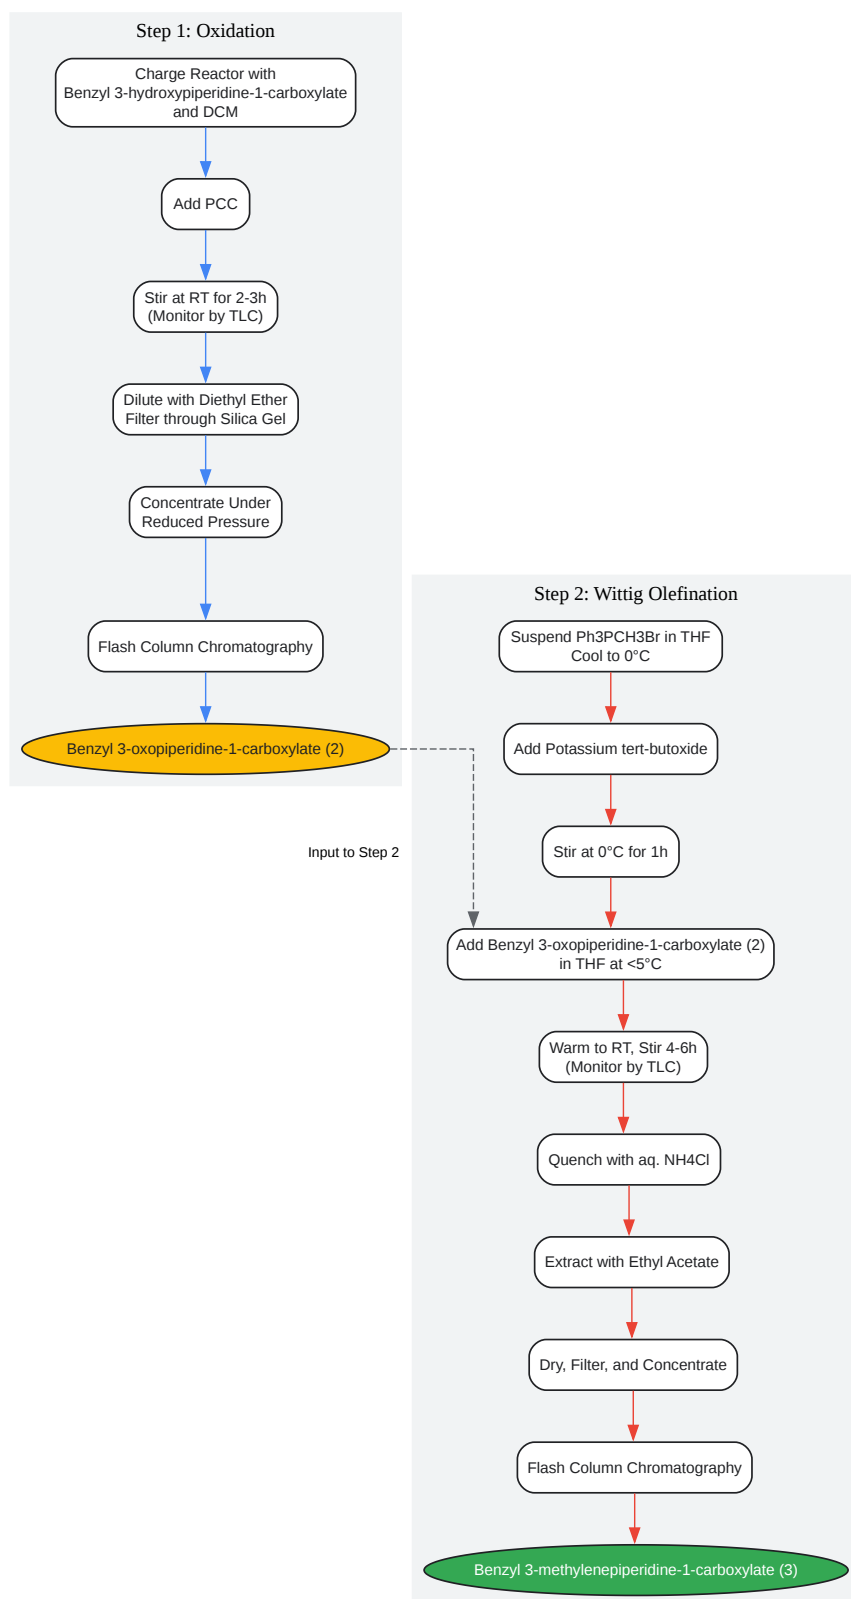 Step 1: Oxidation
Charge Reactor with
Benzyl 3-hydroxypiperidine-1-carboxylate
and DCM
Add PCC
Stir at RT for 2-3h
(Monitor by TLC)
Dilute with Diethyl Ether
Filter through Silica Gel
Concentrate Under
Reduced Pressure
Flash Column Chromatography
Benzyl 3-oxopiperidine-1-carboxylate (2)
Input to Step 2
Step 2: Wittig Olefination
Suspend Ph3PCH3Br in THF
Cool to 0°C
Add Potassium tert-butoxide
Stir at 0°C for 1h
Add Benzyl 3-oxopiperidine-1-carboxylate (2)
in THF at <5°C
Warm to RT, Stir 4-6h
(Monitor by TLC)
Quench with aq. NH4Cl
Extract with Ethyl Acetate
Dry, Filter, and Concentrate
Flash Column Chromatography
Benzyl 3-methylenepiperidine-1-carboxylate (3)